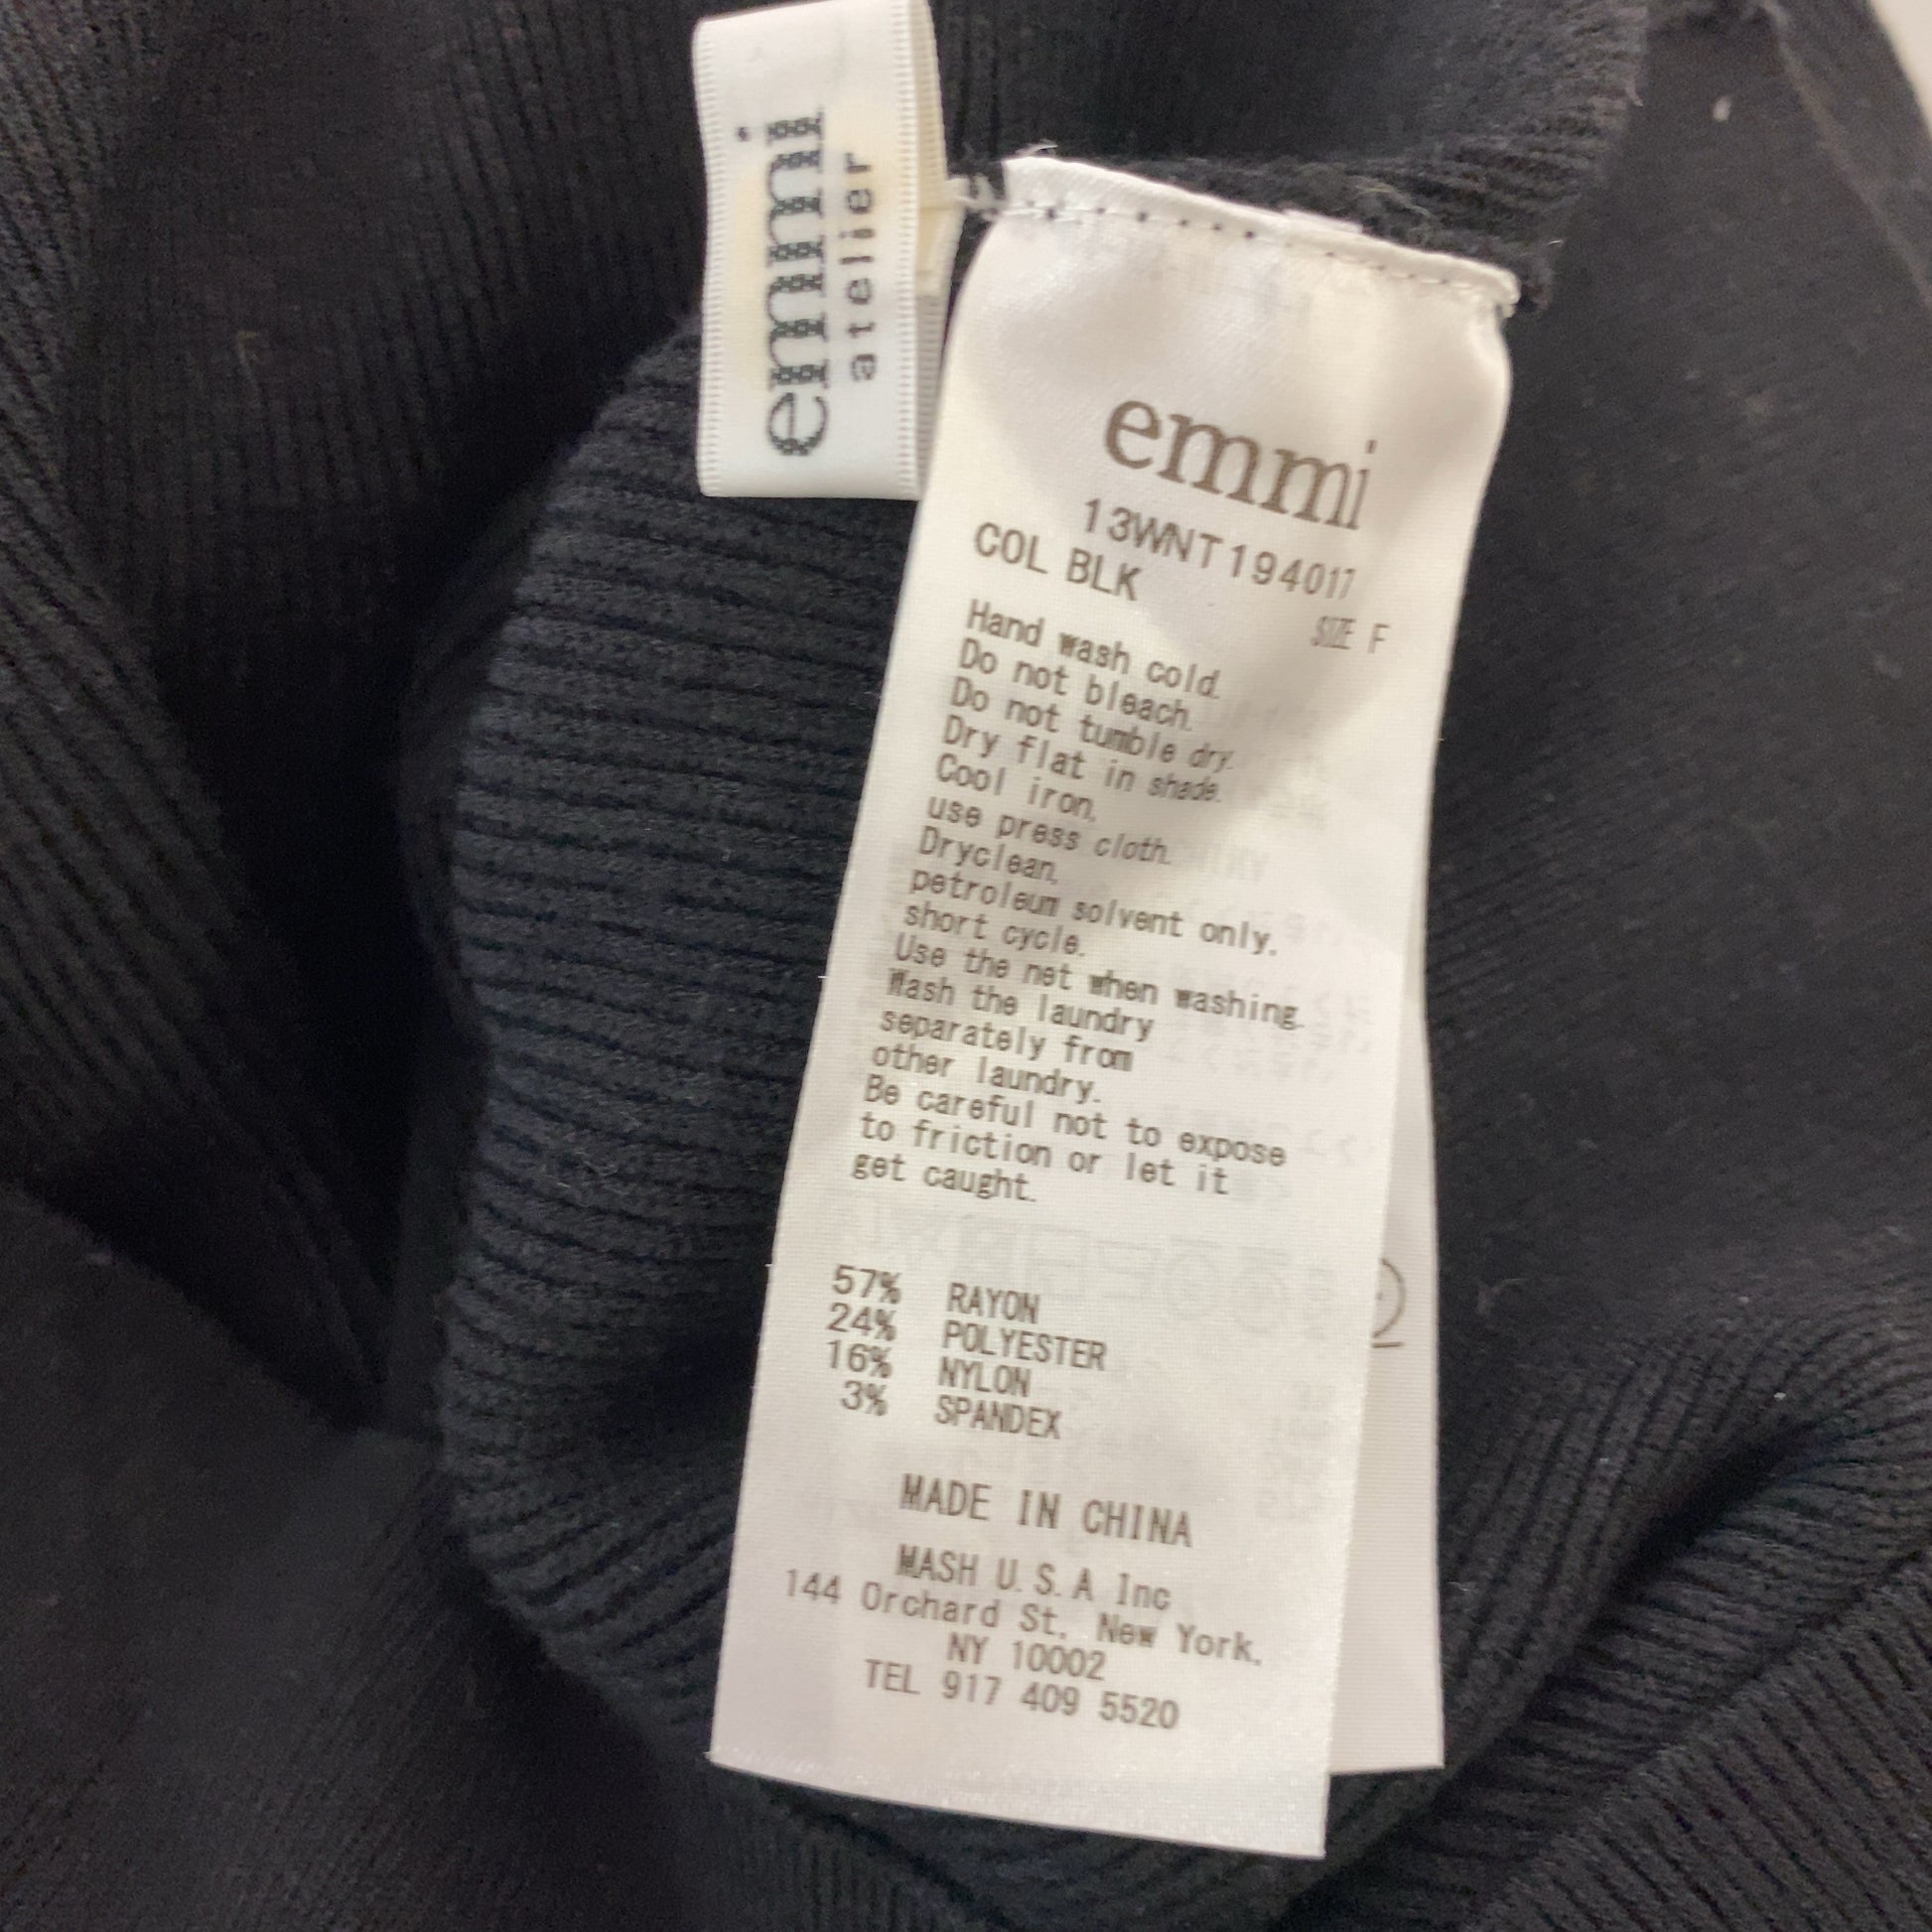 emmi
atelier
emmi
13WNT194017
COL BLK
SIZE F
Hand wash cold.
Do not bleach.
Do not tumble dry.
Dry flat in shade.
Cool iron,
use press cloth.
Dryclean,
petroleum solvent only,
short cycle.
Use the net when washing.
Wash the laundry
separately from
other laundry.
Be careful not to expose
to friction or let it
get caught.
57% RAYON
24% POLYESTER
16% NYLON
3% SPANDEX
MADE IN CHINA
MASH U.S.A Inc
144 Orchard St. New York,
NY 10002
TEL 917 409 5520